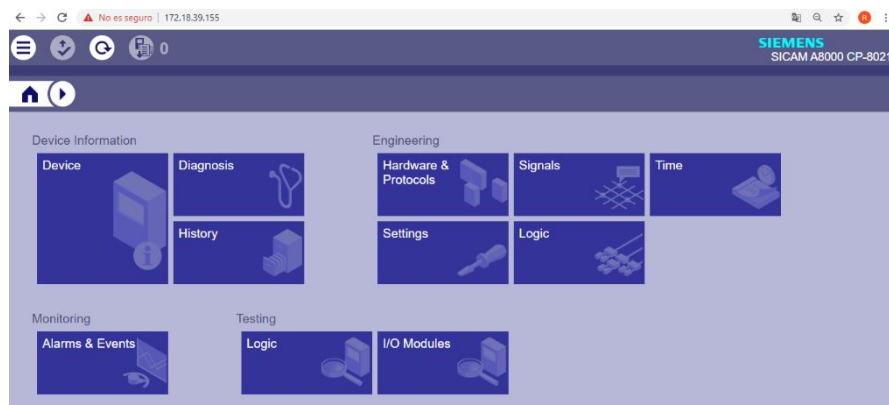 No es seguro | 172.18.39.155
R
0
SIEMENS
SICAM A8000 CP-8021
Device Information
Engineering
Device
Diagnosis
Hardware &
Protocols
Signals
Time
History
Settings
Logic
Monitoring
Testing
Alarms & Events
Logic
I/O Modules